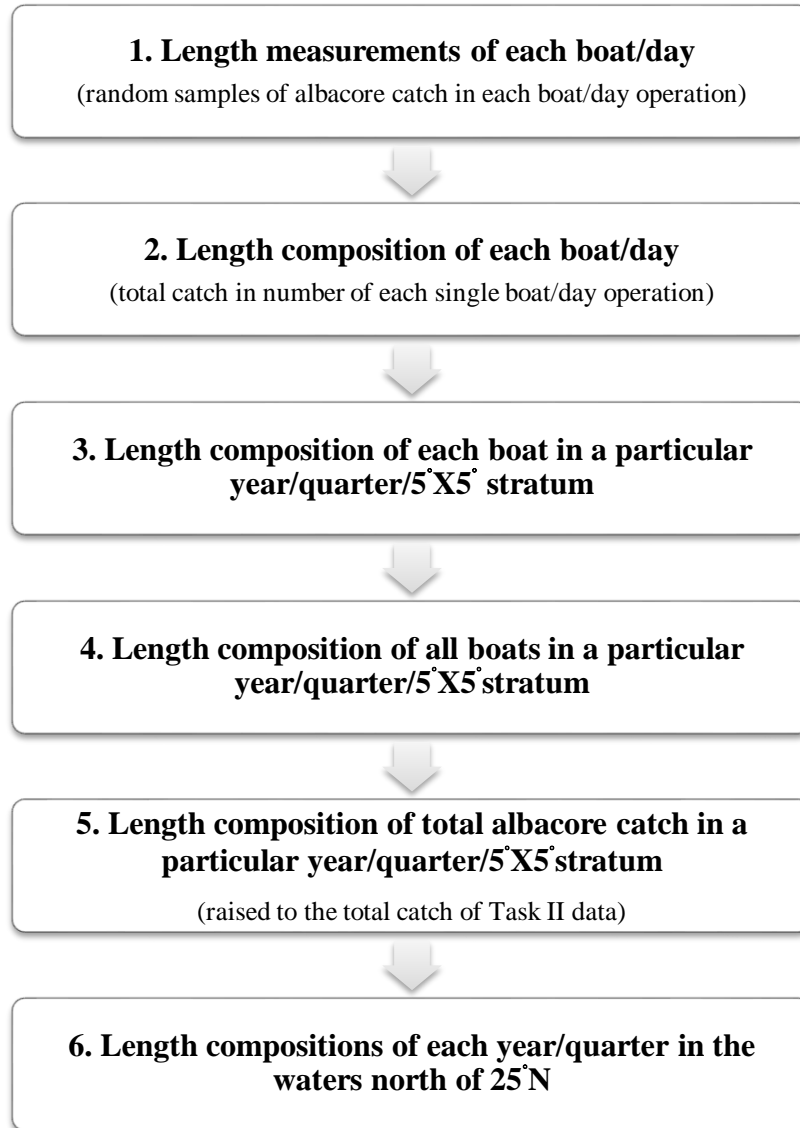 1. Length measurements of each boat/day
(random samples of albacore catch in each boat/day operation)
2. Length composition of each boat/day
(total catch in number of each single boat/day operation)
3. Length composition of each boat in a particular
year/quarter/5°X5° stratum
4. Length composition of all boats in a particular
year/quarter/5°X5°stratum
5. Length composition of total albacore catch in a
particular year/quarter/5°X5°stratum
(raised to the total catch of Task II data)
6. Length compositions of each year/quarter in the
waters north of 25°N